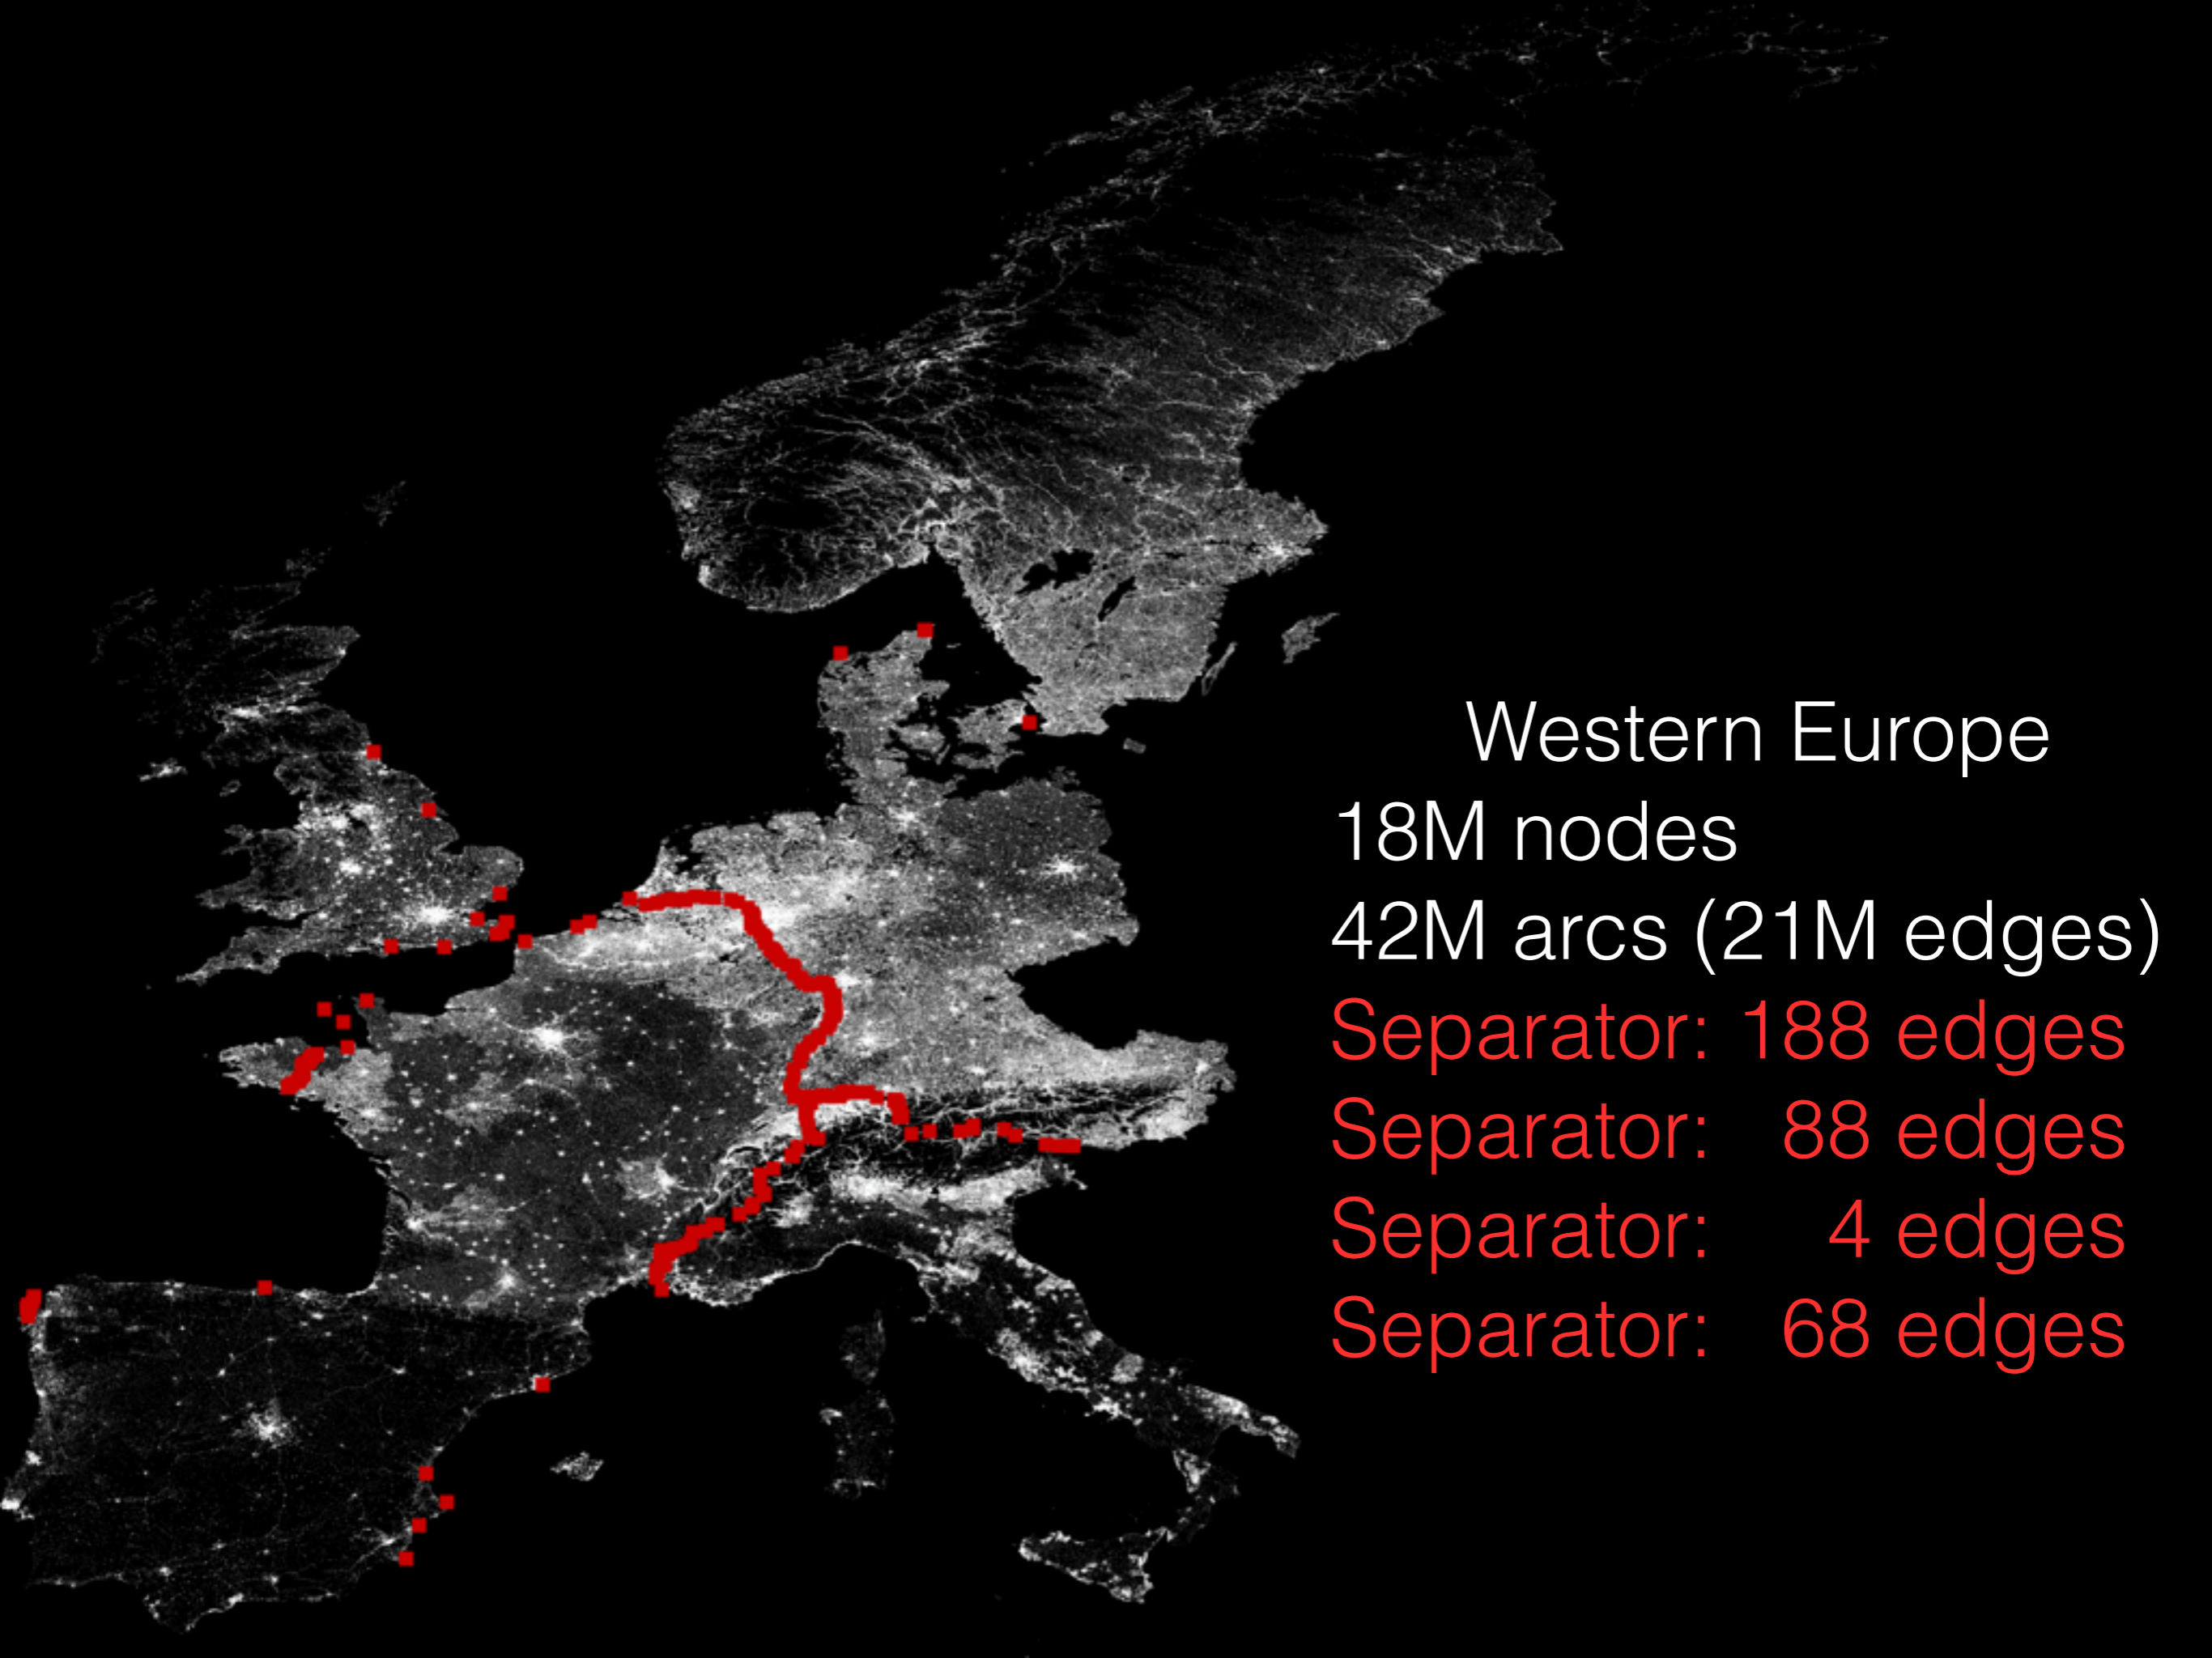 Western Europe
18M nodes
42M arcs (21M edges)
Separator: 188 edges
Separator: 88 edges
Separator: 4 edges
Separator: 68 edges